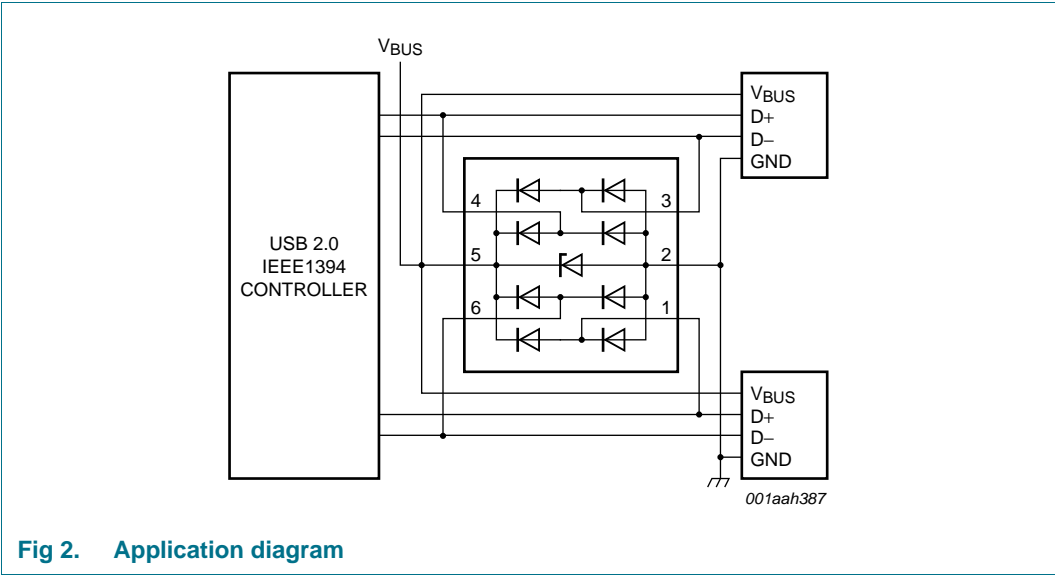 VBUS
USB 2.0
IEEE1394
CONTROLLER
4
3
5
2
6
1
VBUS
D+
D−
GND
VBUS
D+
D−
GND
001aah387
Fig 2. Application diagram